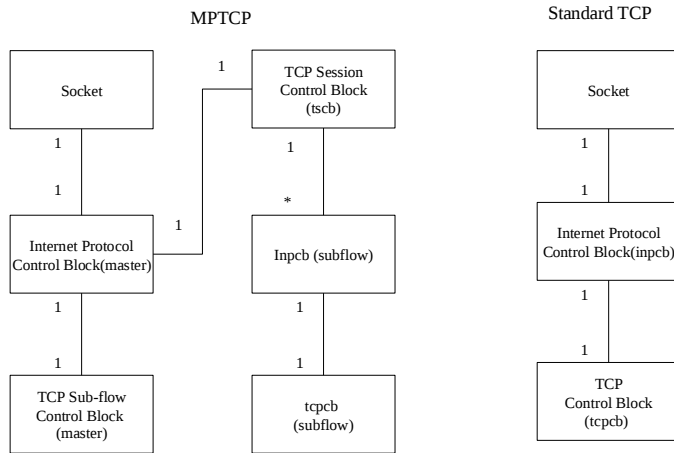 MPTCP
Standard TCP
Socket
TCP Session
Control Block
(tscb)
Socket
1
1
1
1
1
*
1
1
1
Internet Protocol
Control Block(master)
Inpcb (subflow)
Internet Protocol
Control Block(inpcb)
1
1
1
1
1
1
TCP Sub-flow
Control Block
(master)
tcpcb
(subflow)
TCP
Control Block
(tcpcb)